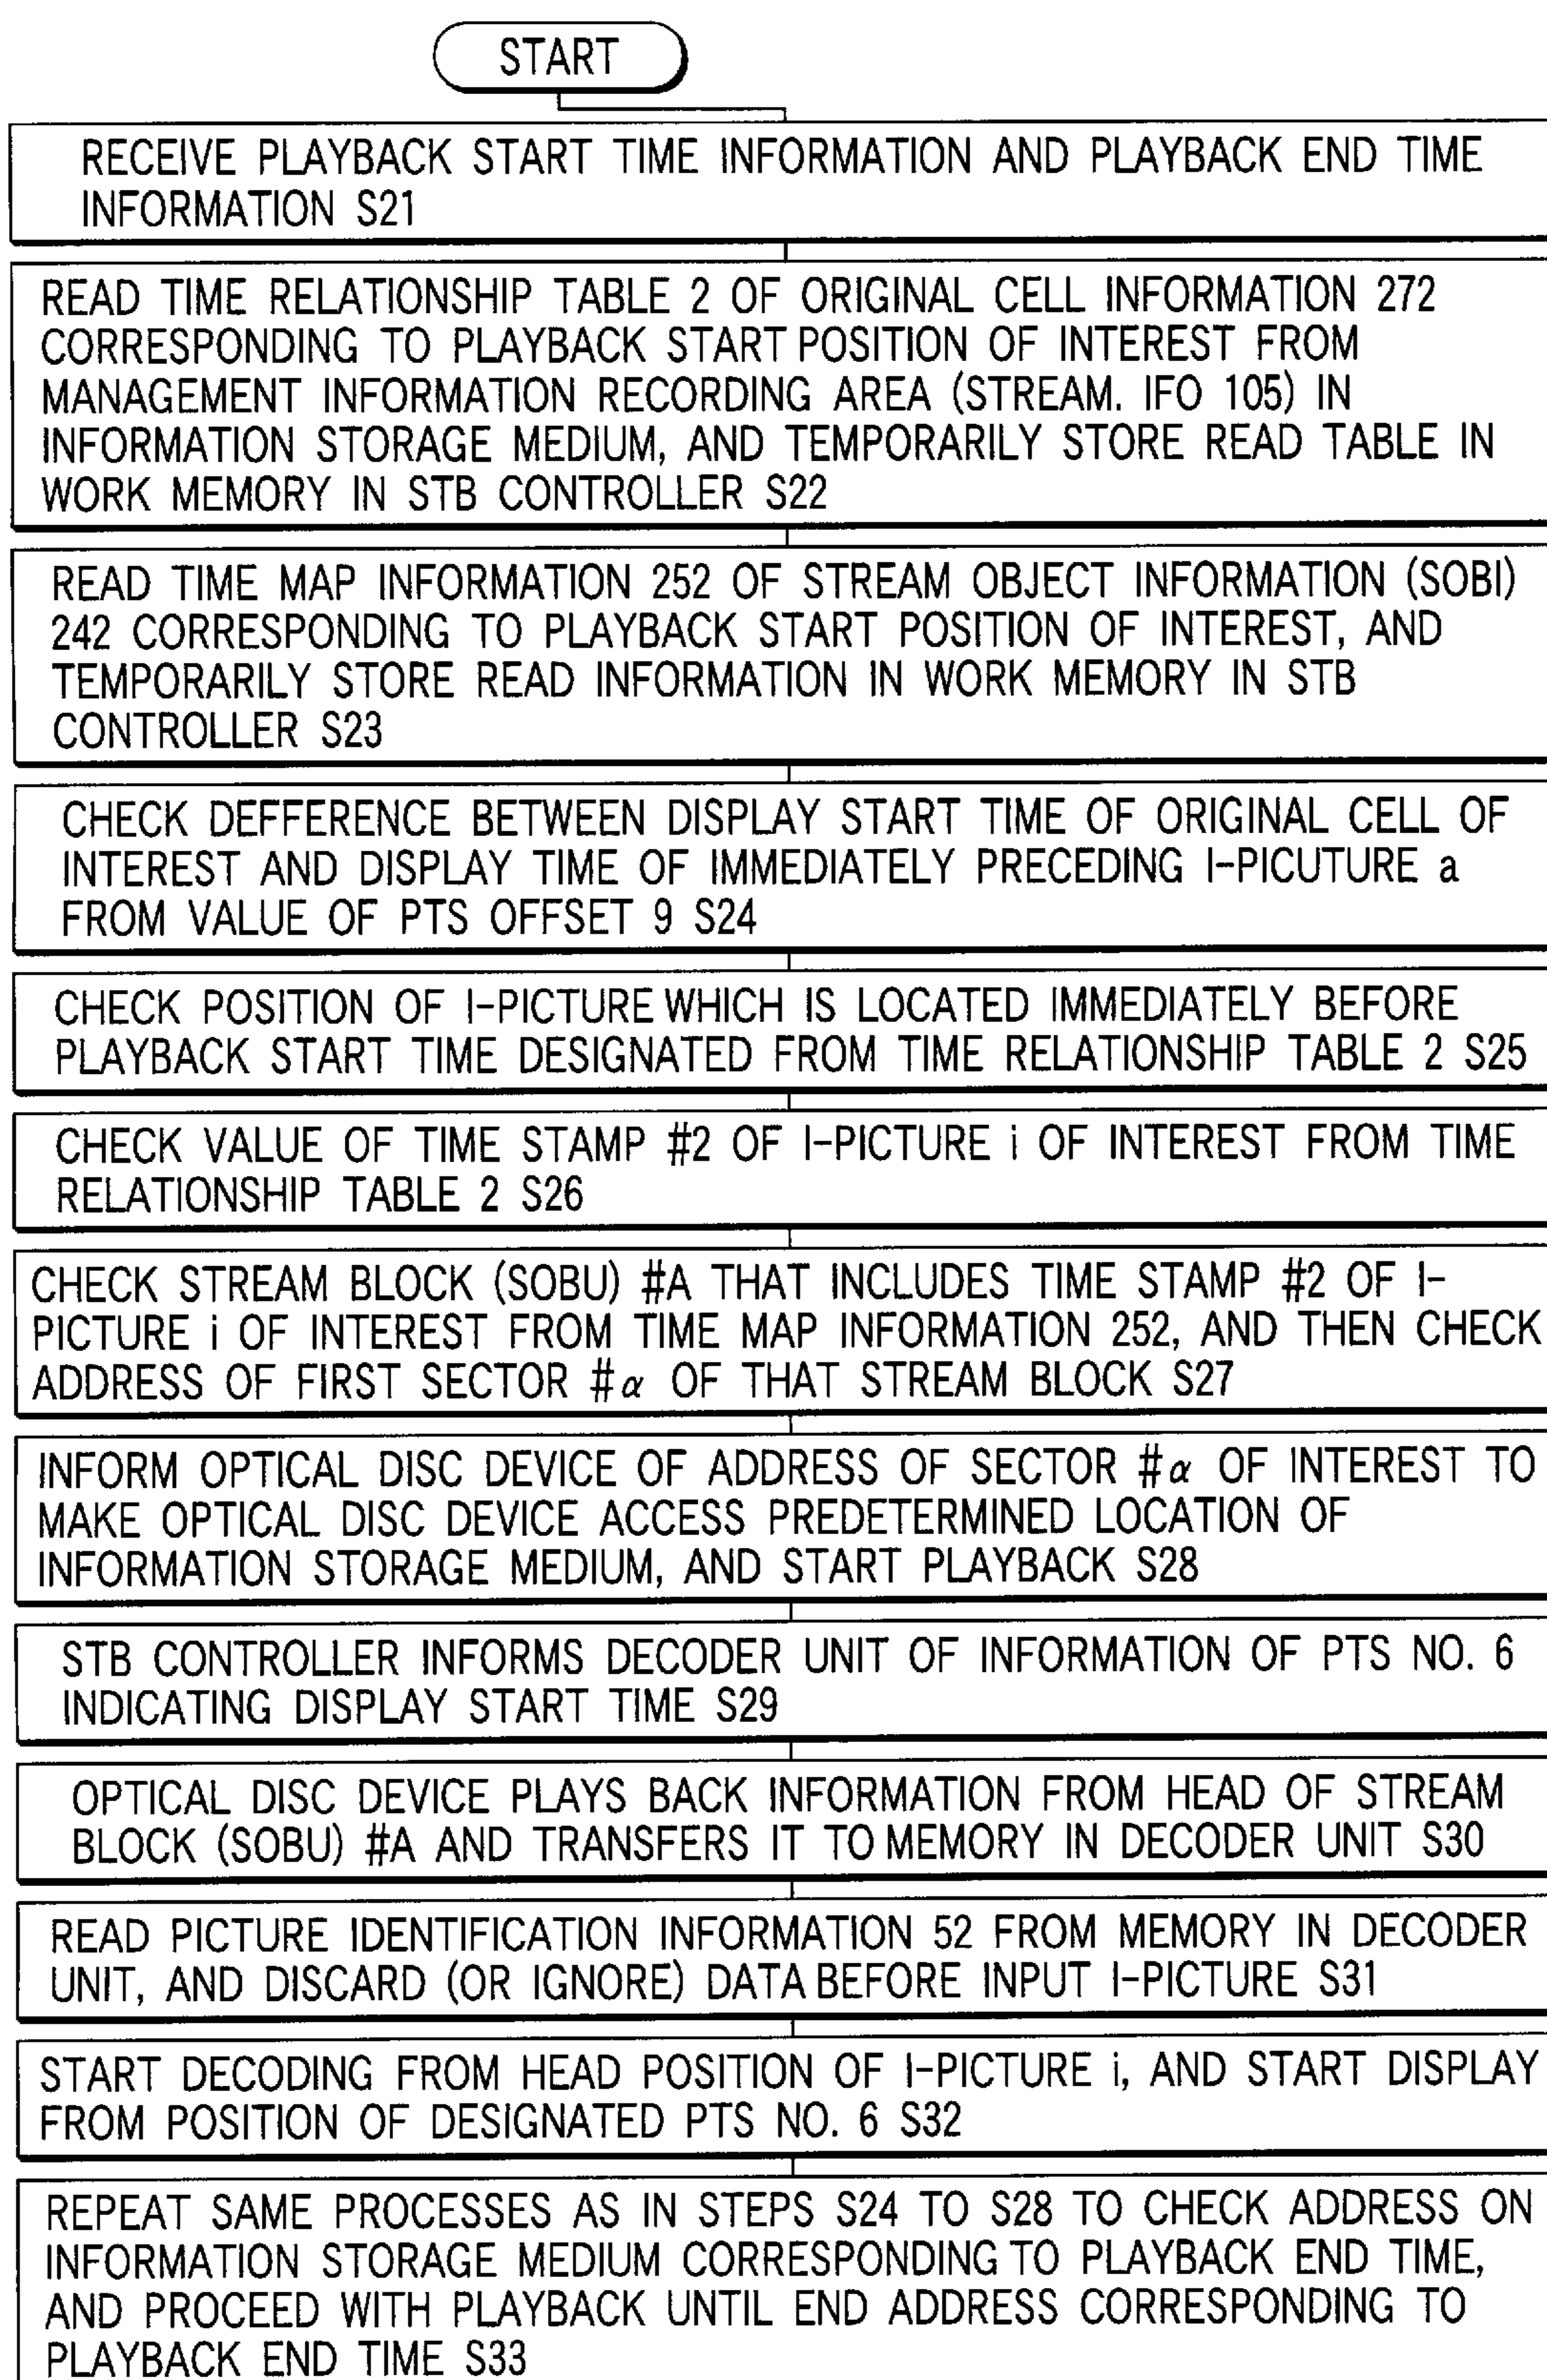 START
RECEIVE PLAYBACK START TIME INFORMATION AND PLAYBACK END TIME
INFORMATION S21
READ TIME RELATIONSHIP TABLE 2 OF ORIGINAL CELL INFORMATION 272
CORRESPONDING TO PLAYBACK START POSITION OF INTEREST FROM
MANAGEMENT INFORMATION RECORDING AREA (STREAM. IFO 105) IN
INFORMATION STORAGE MEDIUM, AND TEMPORARILY STORE READ TABLE IN
WORK MEMORY IN STB CONTROLLER S22
READ TIME MAP INFORMATION 252 OF STREAM OBJECT INFORMATION (SOBI)
242 CORRESPONDING TO PLAYBACK START POSITION OF INTEREST, AND
TEMPORARILY STORE READ INFORMATION IN WORK MEMORY IN STB
CONTROLLER S23
CHECK DEFFERENCE BETWEEN DISPLAY START TIME OF ORIGINAL CELL OF
INTEREST AND DISPLAY TIME OF IMMEDIATELY PRECEDING I-PICUTURE a
FROM VALUE OF PTS OFFSET 9 S24
CHECK POSITION OF I-PICTURE WHICH IS LOCATED IMMEDIATELY BEFORE
PLAYBACK START TIME DESIGNATED FROM TIME RELATIONSHIP TABLE 2 S25
CHECK VALUE OF TIME STAMP #2 OF I-PICTURE i OF INTEREST FROM TIME
RELATIONSHIP TABLE 2 S26
CHECK STREAM BLOCK (SOBU) #A THAT INCLUDES TIME STAMP #2 OF I-
PICTURE i OF INTEREST FROM TIME MAP INFORMATION 252, AND THEN CHECK
ADDRESS OF FIRST SECTOR #α OF THAT STREAM BLOCK S27
INFORM OPTICAL DISC DEVICE OF ADDRESS OF SECTOR #α OF INTEREST TO
MAKE OPTICAL DISC DEVICE ACCESS PREDETERMINED LOCATION OF
INFORMATION STORAGE MEDIUM, AND START PLAYBACK S28
STB CONTROLLER INFORMS DECODER UNIT OF INFORMATION OF PTS NO. 6
INDICATING DISPLAY START TIME S29
OPTICAL DISC DEVICE PLAYS BACK INFORMATION FROM HEAD OF STREAM
BLOCK (SOBU) #A AND TRANSFERS IT TO MEMORY IN DECODER UNIT S30
READ PICTURE IDENTIFICATION INFORMATION 52 FROM MEMORY IN DECODER
UNIT, AND DISCARD (OR IGNORE) DATA BEFORE INPUT I-PICTURE S31
START DECODING FROM HEAD POSITION OF I-PICTURE i, AND START DISPLAY
FROM POSITION OF DESIGNATED PTS NO. 6 S32
REPEAT SAME PROCESSES AS IN STEPS S24 TO S28 TO CHECK ADDRESS ON
INFORMATION STORAGE MEDIUM CORRESPONDING TO PLAYBACK END TIME,
AND PROCEED WITH PLAYBACK UNTIL END ADDRESS CORRESPONDING TO
PLAYBACK END TIME S33